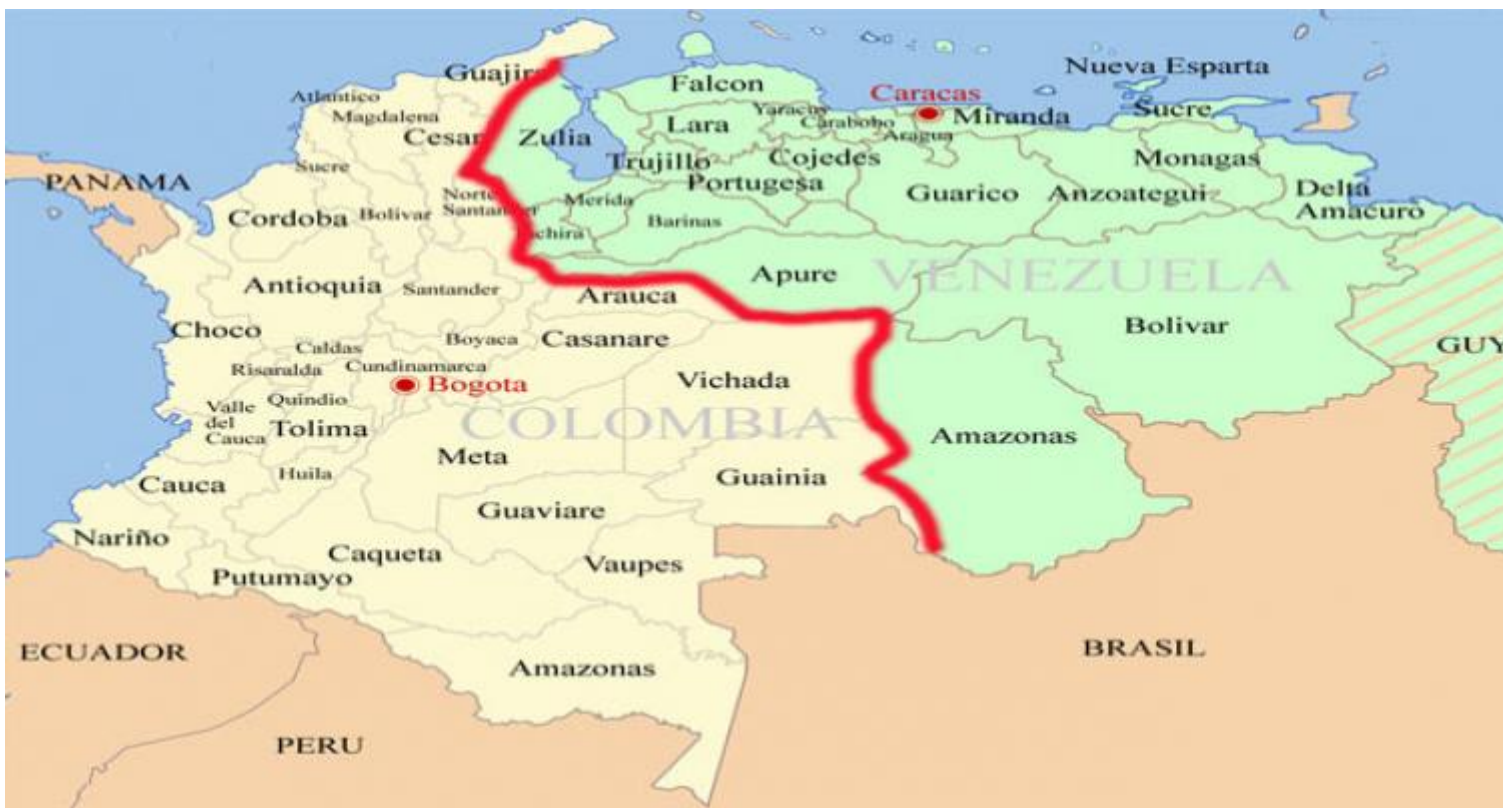 Nueva Esparta
Guajira
Falcon
Caracas
Atlantico
Magdalena
Yaracuy
Sucre
Miranda
Carabobo
Cesar
Zulia
Lara
Aragua
Trujillo
Cojedes
Monagas
Sucre
PANAMA
Portugesa
Guarico
Anzoategui
Delta
Amacuro
Norte
Santander
Merida
Cordoba
Bolivar
Barinas
chira
Apure
VENEZUELA
Antioquia
Santander
Arauca
Choco
Boyaca
Casanare
Bolivar
Caldas
GUY
Risaralda
Cundinamarca
Bogota
Vichada
Valle
del
Cauca
Quindio
Tolima
COLOMBIA
Amazonas
Meta
Huila
Guainia
Cauca
Guaviare
Nariño
Caqueta
Vaupes
Putumayo
ECUADOR
Amazonas
BRASIL
PERU